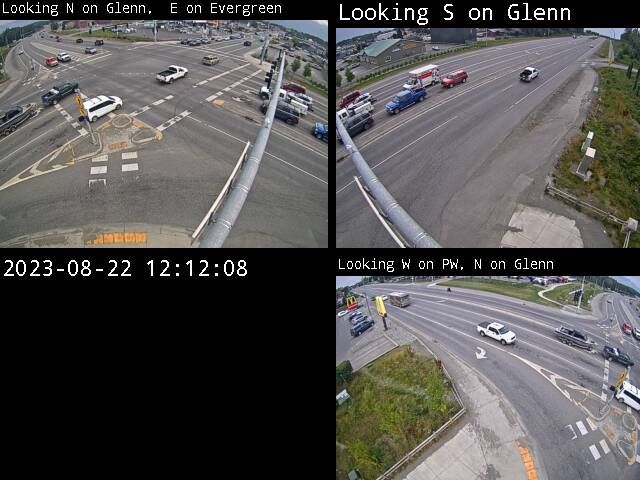 Looking N on Glenn,  E on Evergreen
Looking S on Glenn
2023-08-22 12:12:08
Looking W on PW, N on Glenn